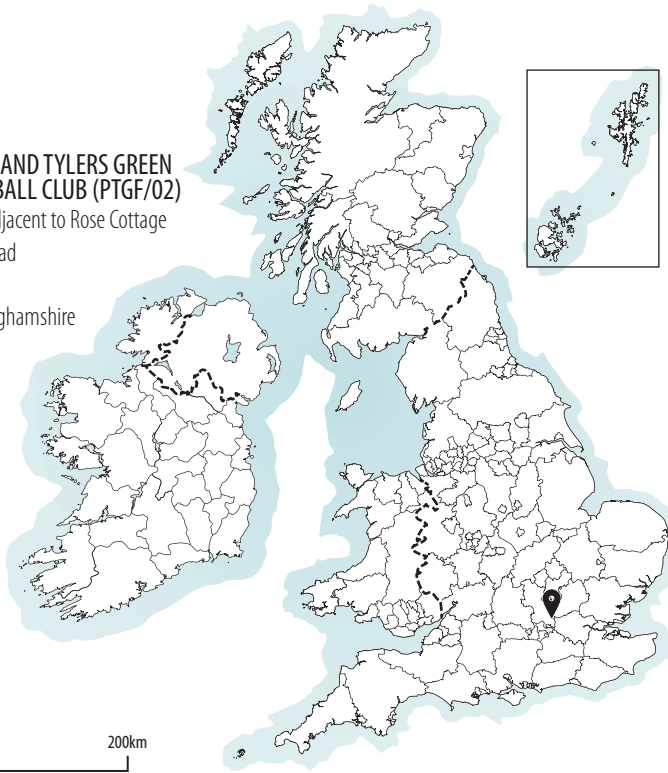 AND TYLERS GREEN
BALL CLUB (PTGF/02)
djacent to Rose Cottage
ad
ghamshire
200km